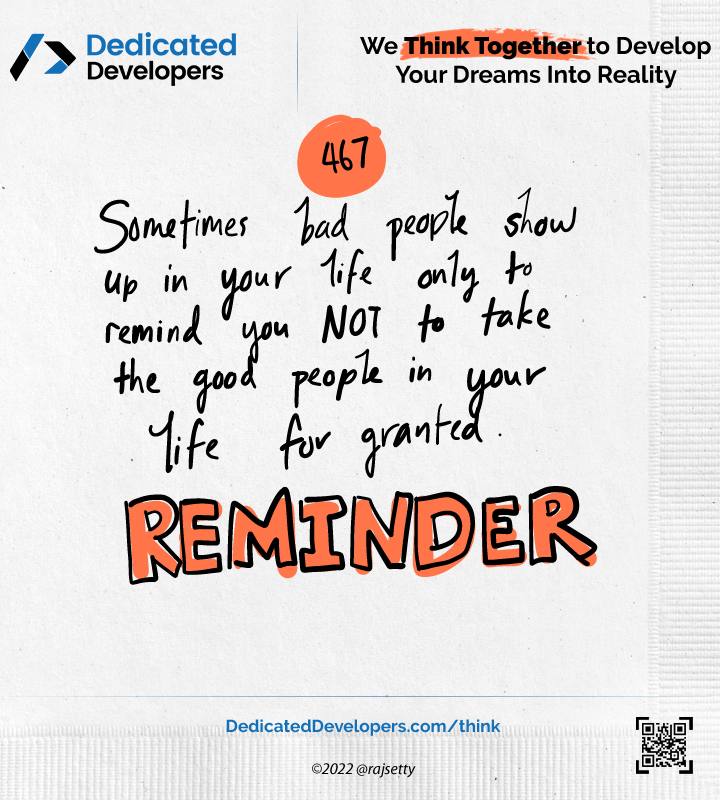 Dedicated
Developers
We Think Together to Develop
Your Dreams Into Reality
467
Sometimes bad people show
up in your life only to
remind you NOT to take
the good people in your
life for granted.
REMINDER
DedicatedDevelopers.com/think
©2022 @rajsetty